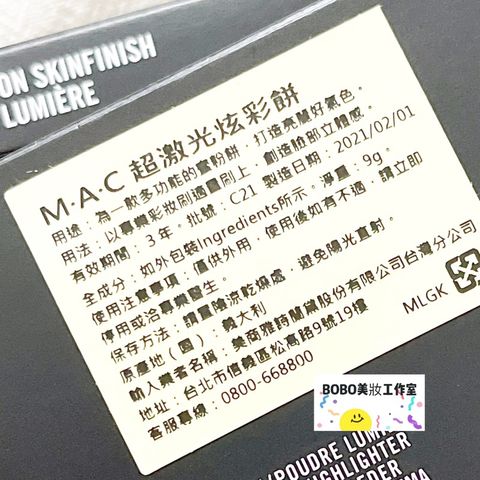 ON SKINFINISH
LUMIÈRE
M·A·C 超激光炫彩餅
用途：為一款多功能的蜜粉餅，打造亮麗好氣色。
用法：以專業彩妝刷適量刷上，創造臉部立體感。
有效期間：3年。批號：C21 製造日期：2021/02/01
全成分：如外包裝Ingredients所示。淨重：9g。
使用注意事項：僅供外用，使用後如有不適，請立即
停用或洽專業醫生。
保存方法：請置陰涼乾燥處，避免陽光直射。
原產地（國）：義大利
輸入業者名稱：美商雅詩蘭黛股份有限公司台灣分公司
地址：台北市信義區松高路9號19樓
客服專線：0800-668800
MLGK
BOBO美妝工作室
/POUDRE LUMI
HIGHLIGHTER
EDER
EMA